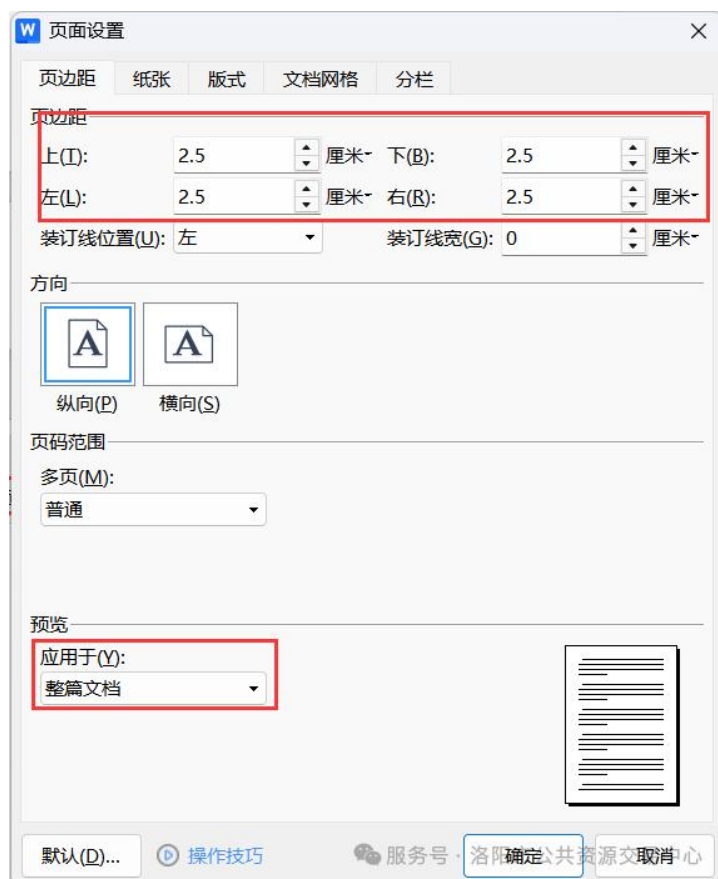 W 页面设置
页边距 纸张 版式 文档网格 分栏
页边距
上(T): 2.5 厘米 下(B): 2.5 厘米
左(L): 2.5 厘米 右(R): 2.5 厘米
装订线位置(U): 左 装订线宽(G): 0 厘米
方向
A A
纵向(P) 横向(S)
页码范围
多页(M):
普通
预览
应用于(Y):
整篇文档
默认(D)... 操作技巧 确定 取消
服务号 · 洛阳 公共资源交 中心